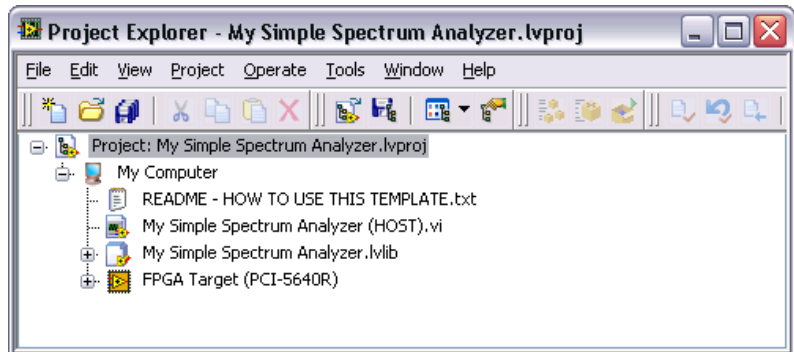 Project Explorer - My Simple Spectrum Analyzer.lvproj
File Edit View Project Operate Tools Window Help
Project: My Simple Spectrum Analyzer.lvproj
My Computer
README - HOW TO USE THIS TEMPLATE.txt
My Simple Spectrum Analyzer (HOST).vi
My Simple Spectrum Analyzer.lvlib
FPGA Target (PCI-5640R)